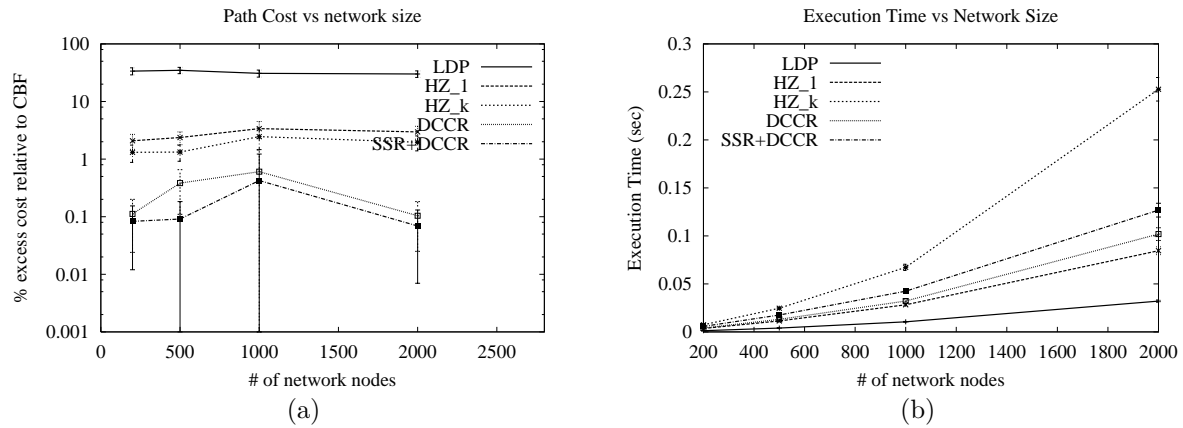 Path Cost vs network size
% excess cost relative to CBF
100
10
1
0.1
0.01
0.001
LDP
HZ_1
HZ_k
DCCR
SSR+DCCR
0
500
1000
1500
2000
2500
# of network nodes
(a)
Execution Time vs Network Size
Execution Time (sec)
0.3
0.25
0.2
0.15
0.1
0.05
0
LDP
HZ_1
HZ_k
DCCR
SSR+DCCR
200
400
600
800
1000
1200
1400
1600
1800
2000
# of network nodes
(b)